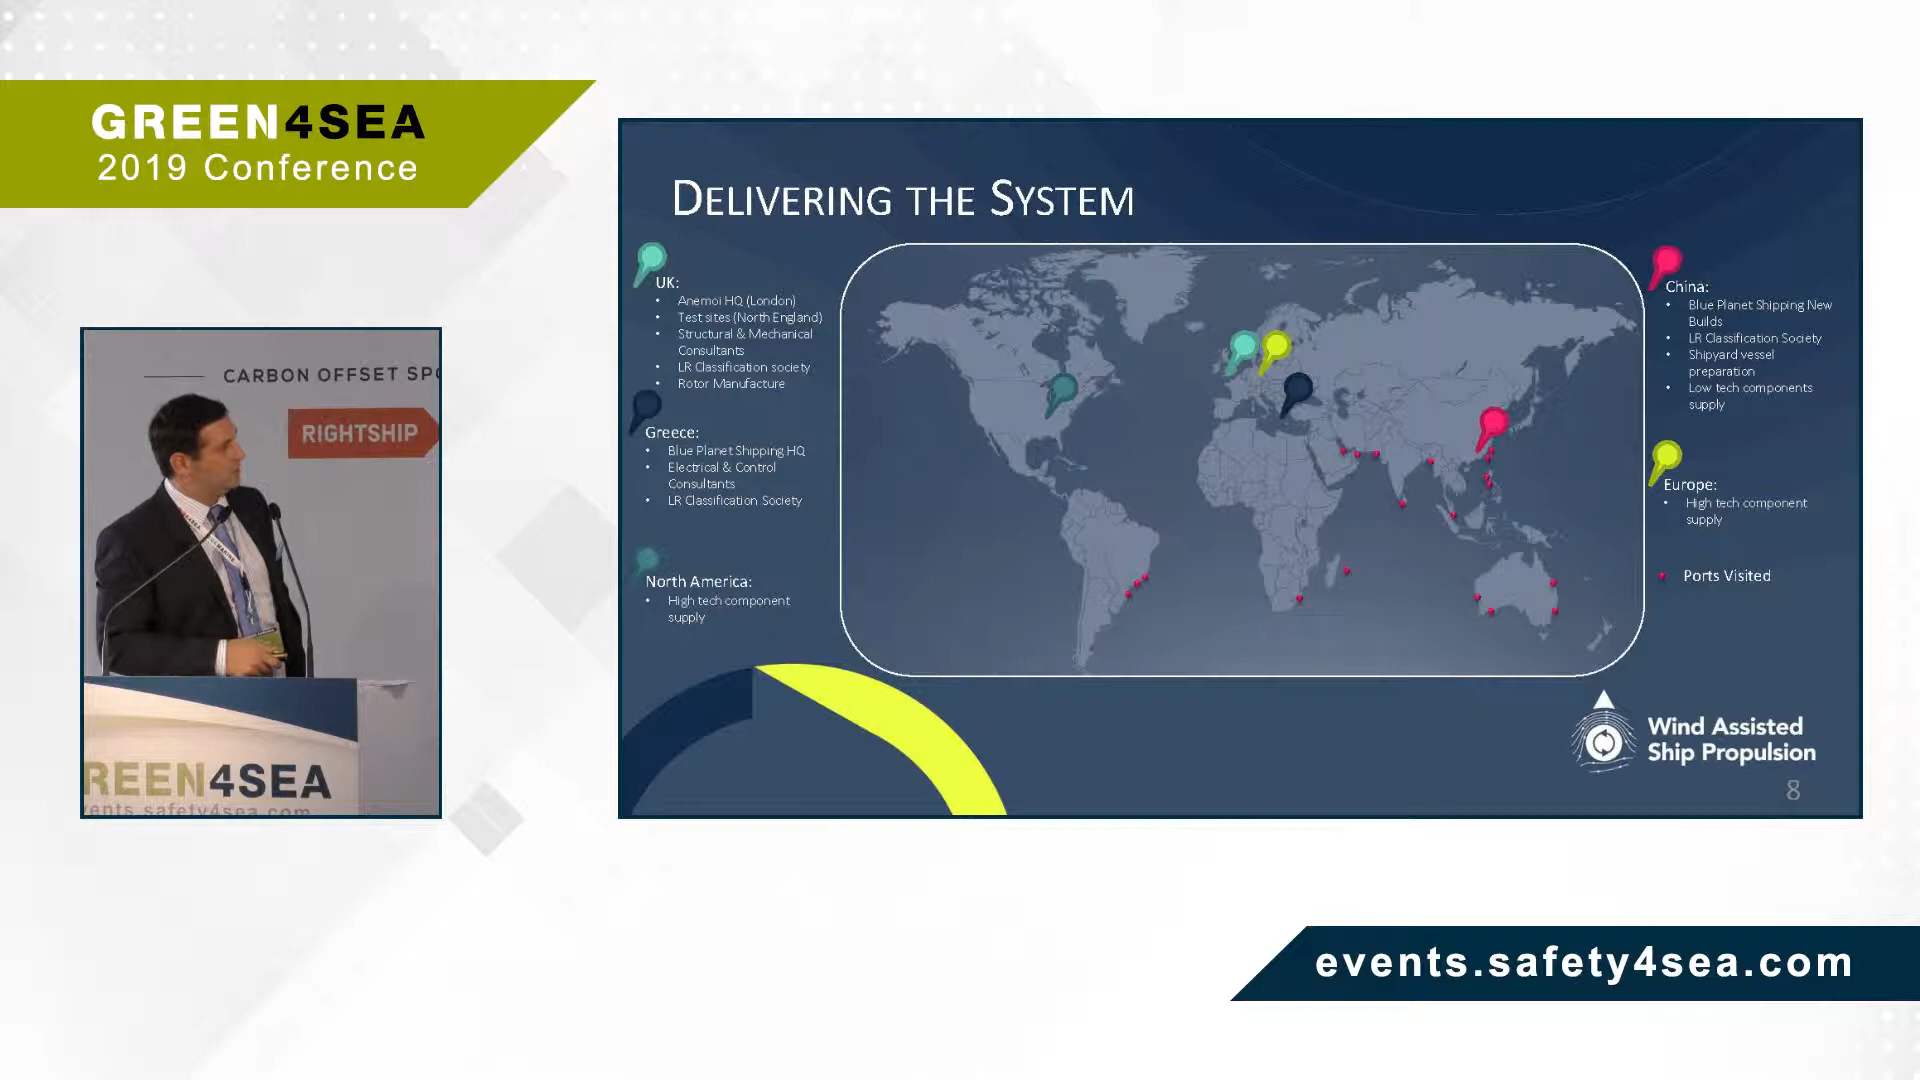 GREEN4SEA
2019 Conference
CARBON OFFSET
RIGHTSHIP
REEN4SEA
events.safety4sea.com
DELIVERING THE SYSTEM
UK:
• Anemoi HQ (London)
• Test sites (North England)
• Structural & Mechanical
Consultants
• LR Classification society
• Rotor Manufacture
Greece:
• Blue Planet Shipping HQ
• Electrical & Control
Consultants
• LR Classification Society
North America:
• High tech component
supply
China:
• Blue Planet Shipping New
Builds
• LR Classification Society
• Shipyard vessel
preparation
• Low tech components
supply
Europe:
• High tech component
supply
Ports Visited
Wind Assisted
Ship Propulsion
8
events.safety4sea.com